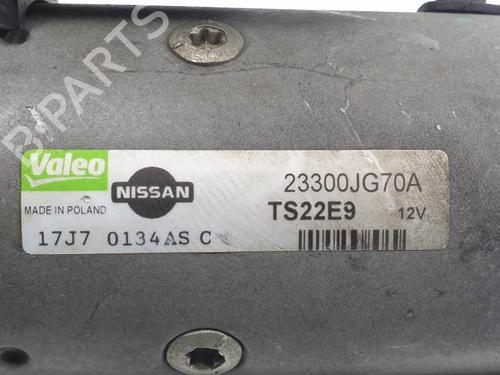 B-PARTS
Valeo
NISSAN
23300JG70A
MADE IN POLAND
TS22E9 12V
17J7 0134AS C